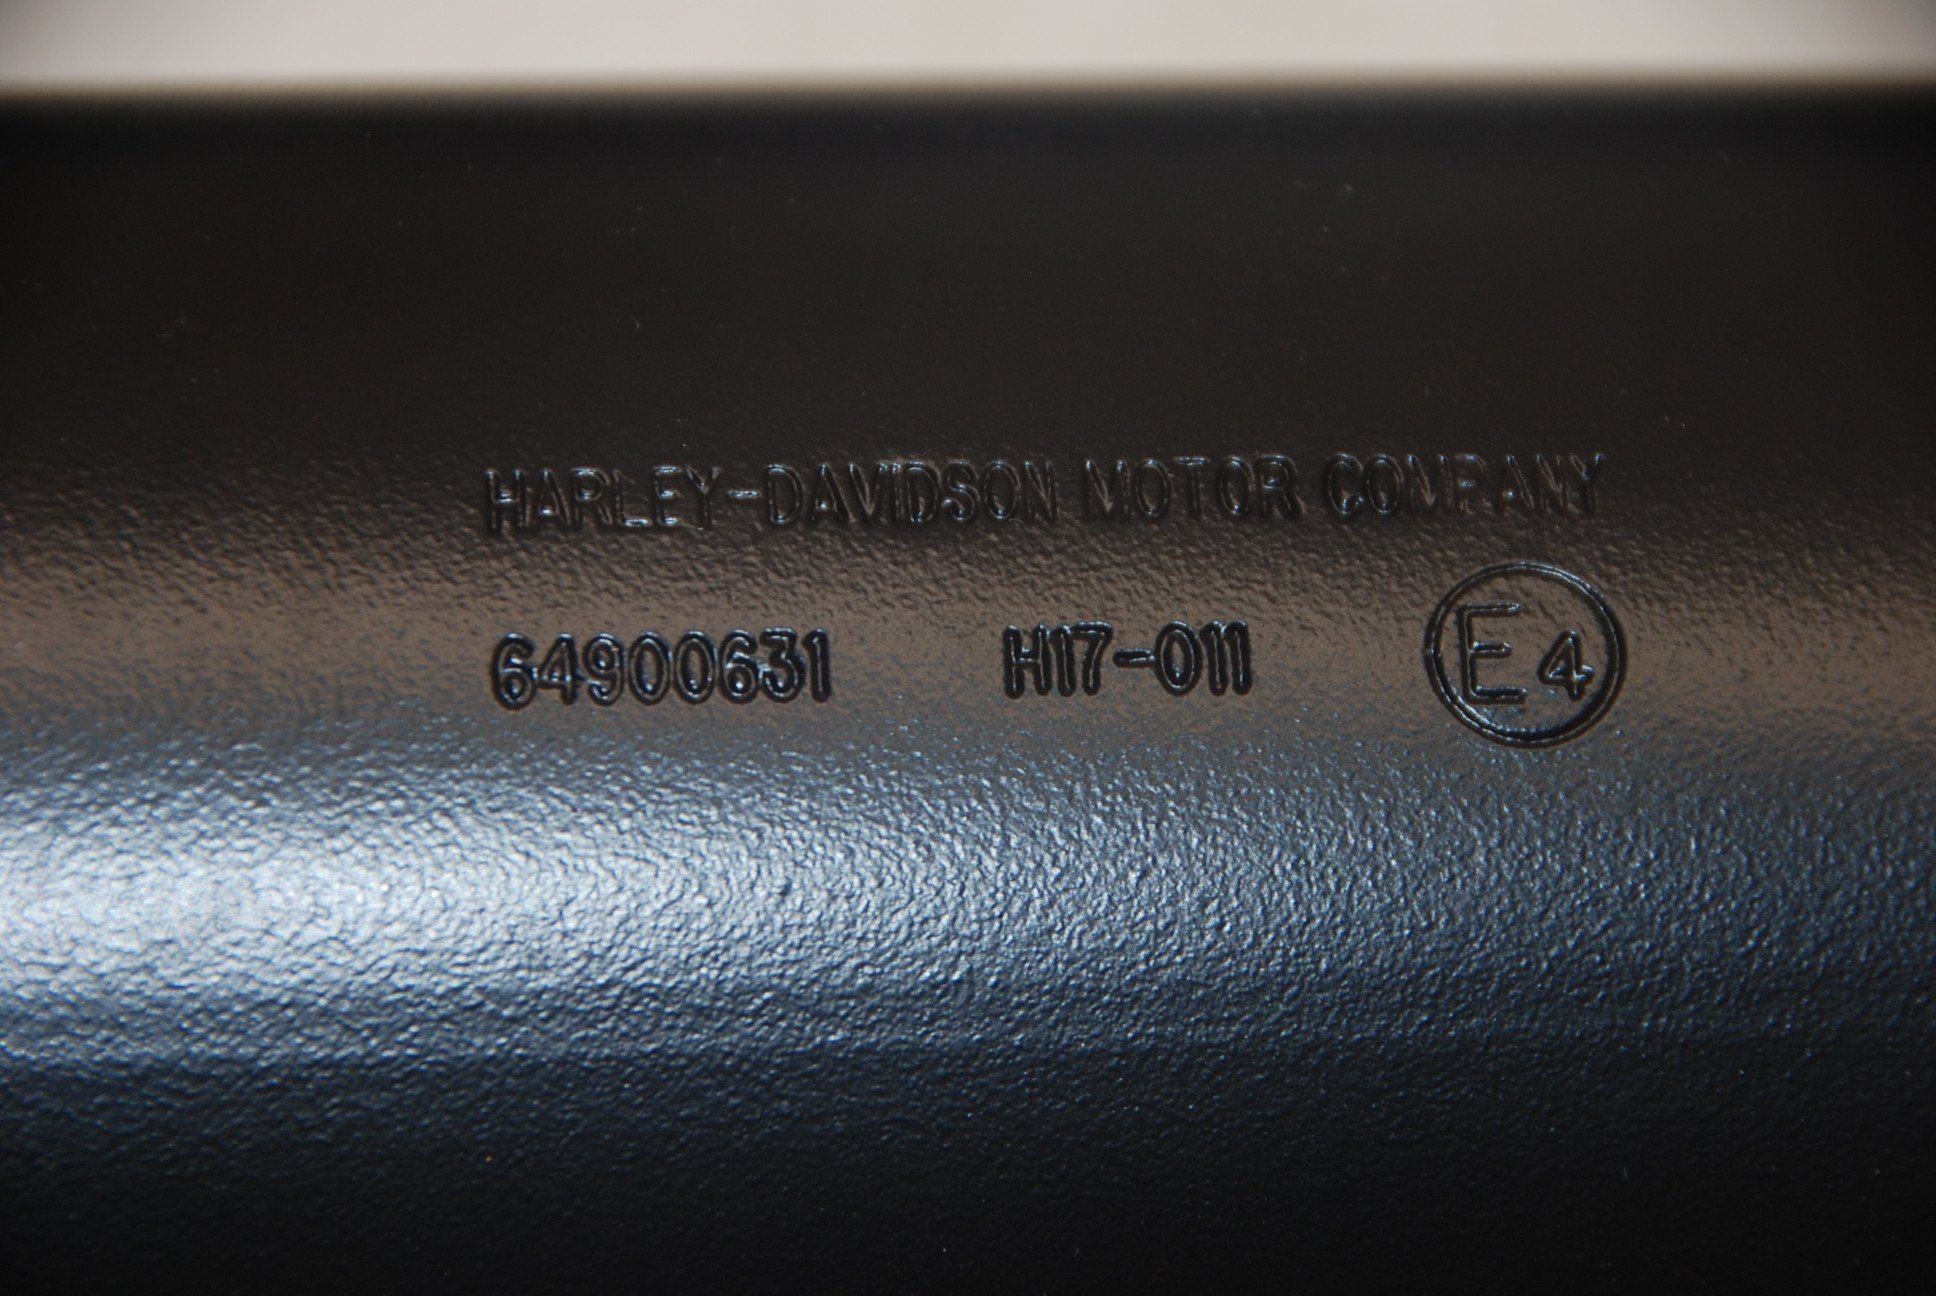 HARLEY-DAVIDSON MOTOR COMPANY
64900631 H17-011 E4